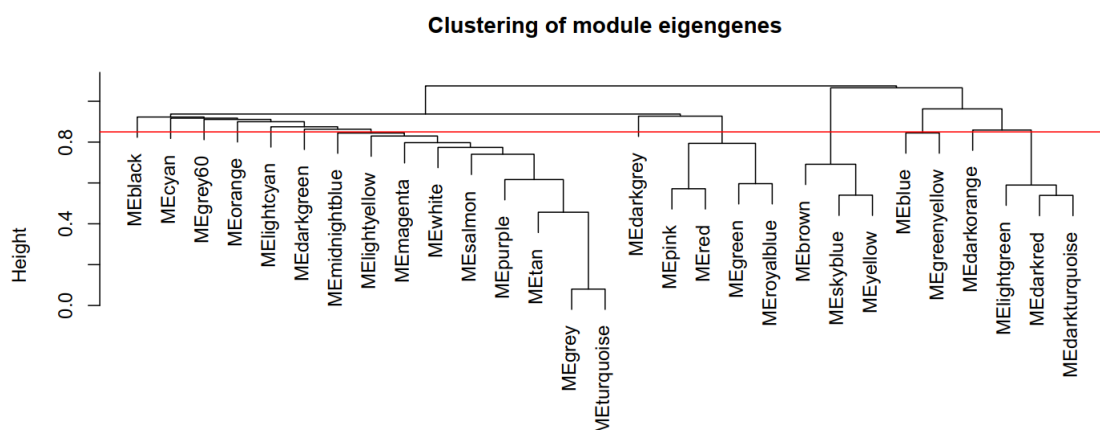 Clustering of module eigengenes
Height
0.0
0.4
0.8
MEblack
MEcyan
MEgrey60
MEorange
MElightcyan
MEdarkgreen
MEmidnightblue
MElightyellow
MEmagenta
MEwhite
MEsalmon
MEpurple
MEtan
MEgrey
MEturquoise
MEdarkgrey
MEpink
MEred
MEgreen
MEroyalblue
MEbrown
MEskyblue
MEyellow
MEblue
MEgreenyellow
MEdarkorange
MElightgreen
MEdarkred
MEdarkturquoise